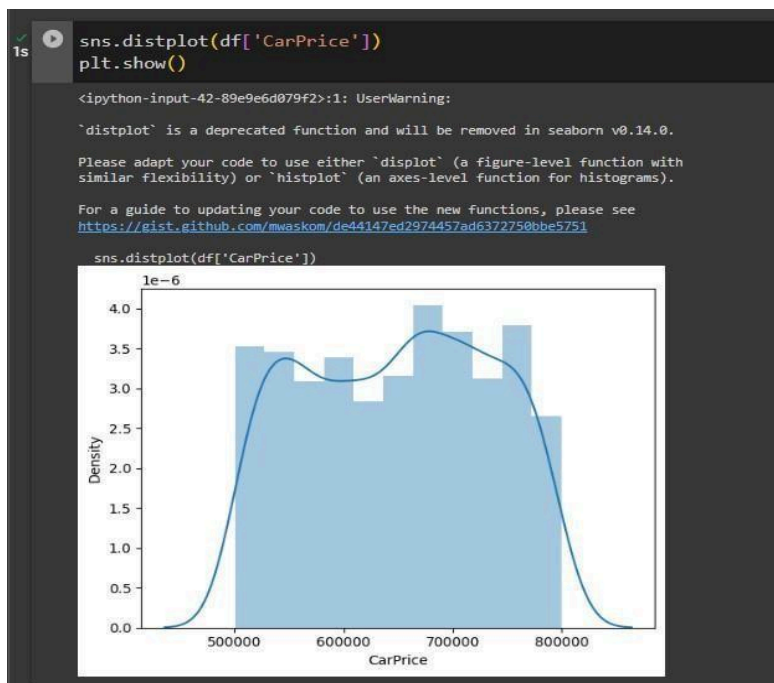 1s
sns.distplot(df['CarPrice'])
plt.show()
<ipython-input-42-89e9e6d079f2>:1: UserWarning:
`distplot` is a deprecated function and will be removed in seaborn v0.14.0.
Please adapt your code to use either `displot` (a figure-level function with
similar flexibility) or `histplot` (an axes-level function for histograms).
For a guide to updating your code to use the new functions, please see
https://gist.github.com/mwaskom/de44147ed2974457ad6372750bbe5751
sns.distplot(df['CarPrice'])
1e−6
4.0
3.5
3.0
2.5
2.0
1.5
1.0
0.5
0.0
Density
500000 600000 700000 800000
CarPrice